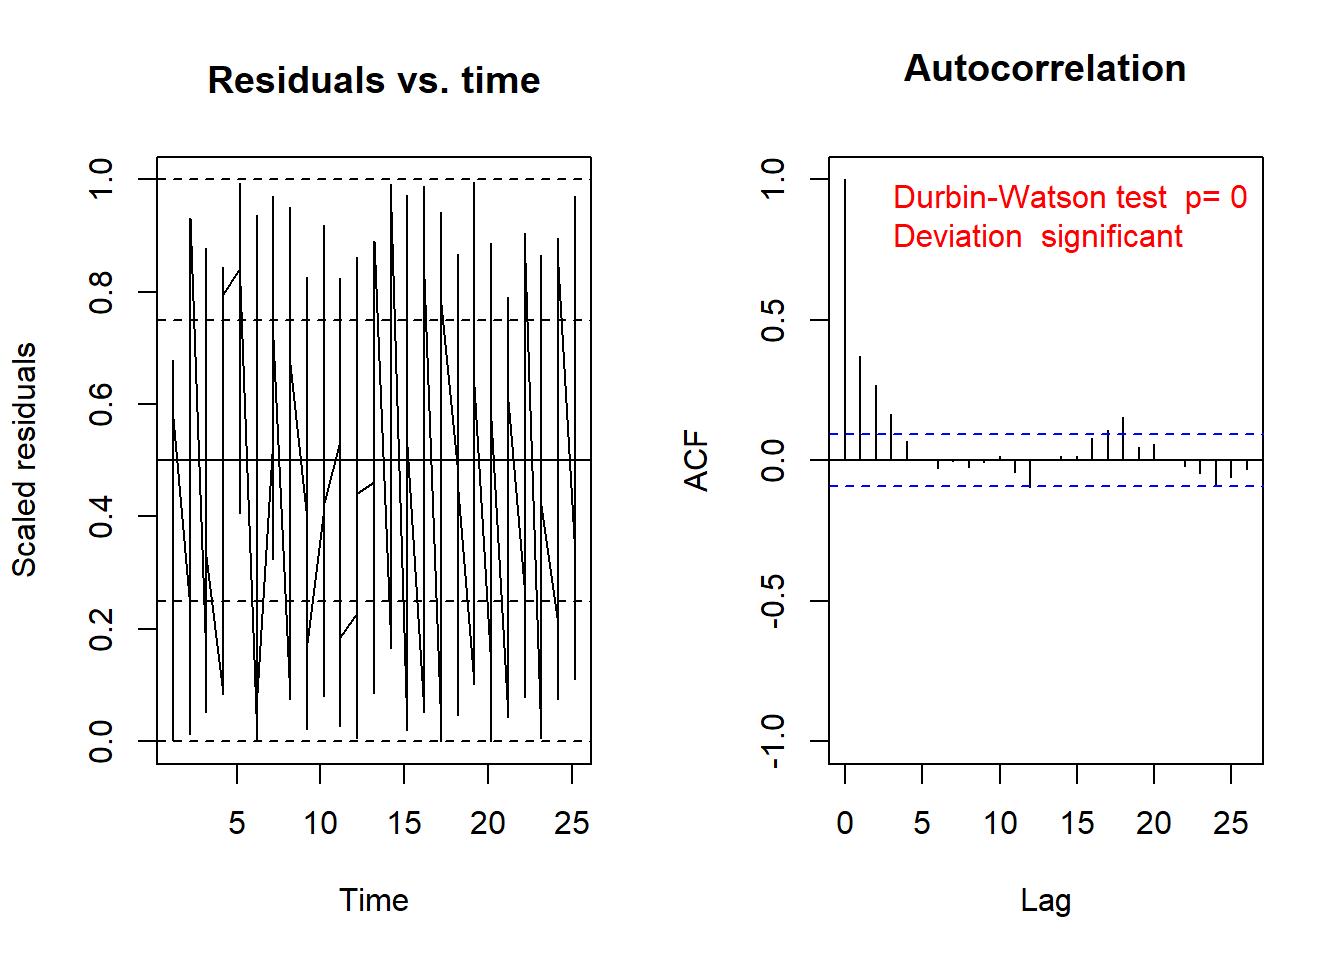 Residuals vs. time
Scaled residuals
1.0
0.8
0.6
0.4
0.2
0.0
5 10 15 20 25
Time
Autocorrelation
Durbin-Watson test  p= 0
Deviation  significant
ACF
1.0
0.5
0.0
-0.5
-1.0
0 5 10 15 20 25
Lag